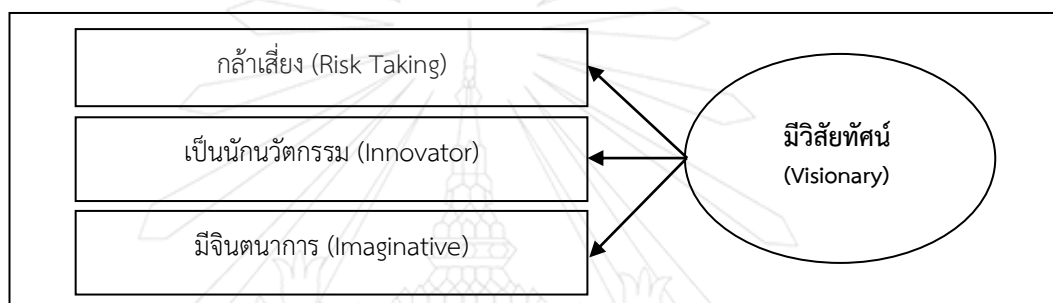 กล้าเสี่ยง (Risk Taking)
เป็นนักนวัตกรรม (Innovator)
มีจินตนาการ (Imaginative)
มีวิสัยทัศน์
(Visionary)